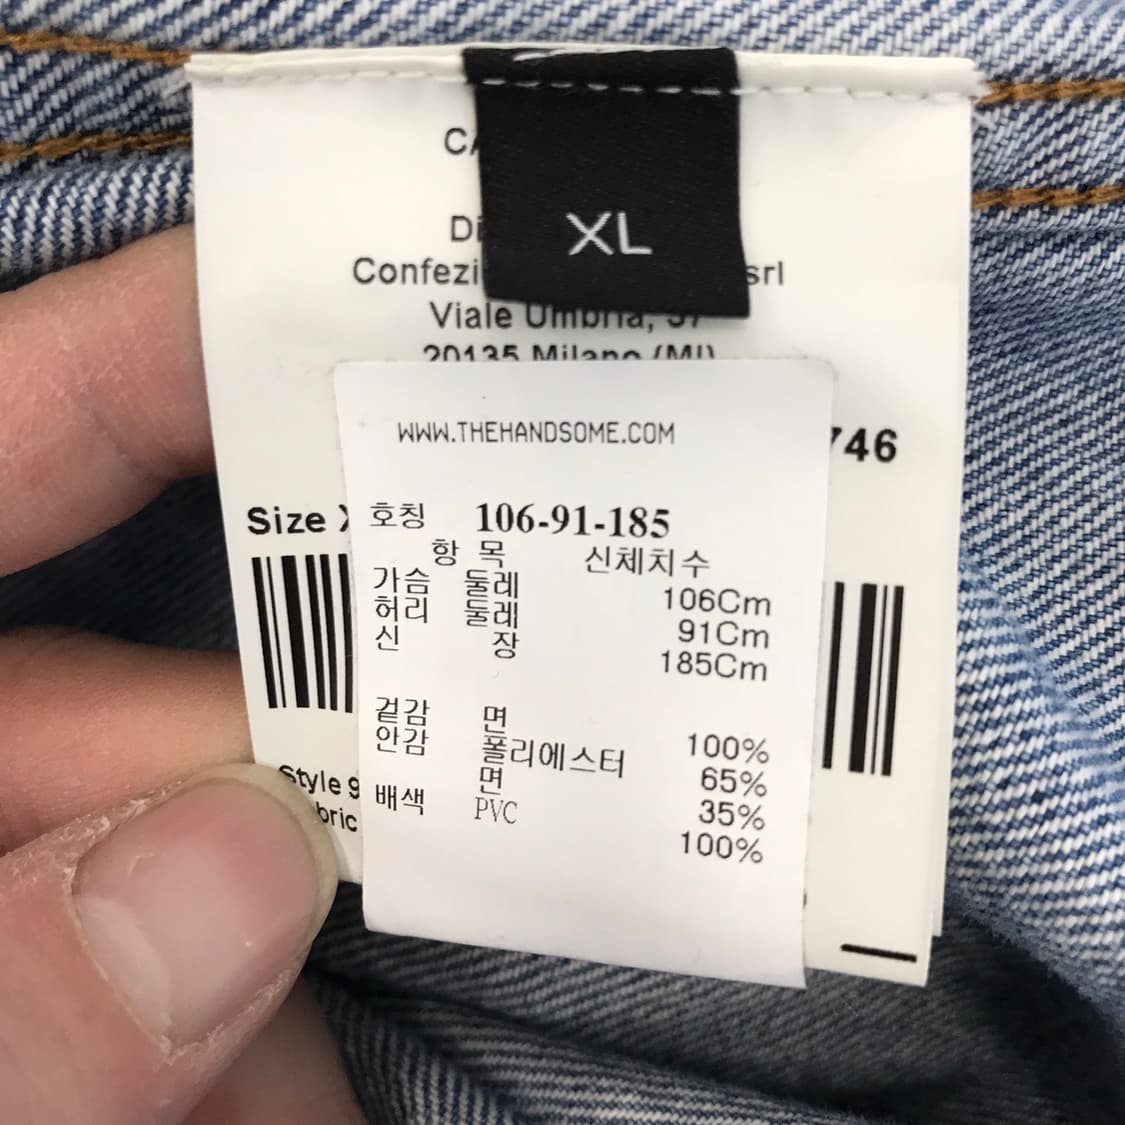 XL
Viale Umbria, 37
20135 Milano (MI)
746
WWW.THEHANDSOME.COM
Size
호칭 106-91-185
항 목 신체치수
가슴 둘레 106Cm
허리 둘레 91Cm
신 장 185Cm
겉감 면 100%
안감 폴리에스터 65%
면 35%
배색 PVC 100%
Style 9